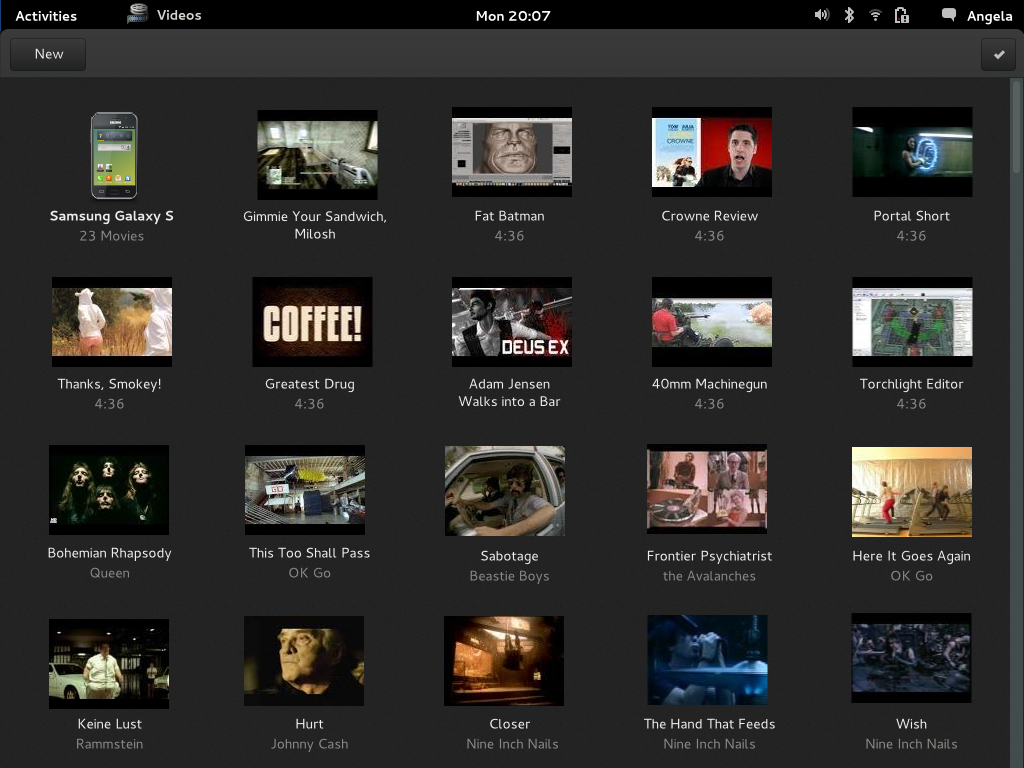 Activities
Videos
Mon 20:07
Angela
New
Samsung Galaxy S
23 Movies
Gimmie Your Sandwich,
Milosh
Fat Batman
4:36
TOM JULIA
CROWNE
Crowne Review
4:36
Portal Short
4:36
Thanks, Smokey!
4:36
COFFEE!
Greatest Drug
4:36
DEUS EX
Adam Jensen
Walks into a Bar
40mm Machinegun
4:36
Torchlight Editor
4:36
Bohemian Rhapsody
Queen
GO
This Too Shall Pass
OK Go
Sabotage
Beastie Boys
Frontier Psychiatrist
the Avalanches
Here It Goes Again
OK Go
Keine Lust
Rammstein
Hurt
Johnny Cash
Closer
Nine Inch Nails
The Hand That Feeds
Nine Inch Nails
Wish
Nine Inch Nails